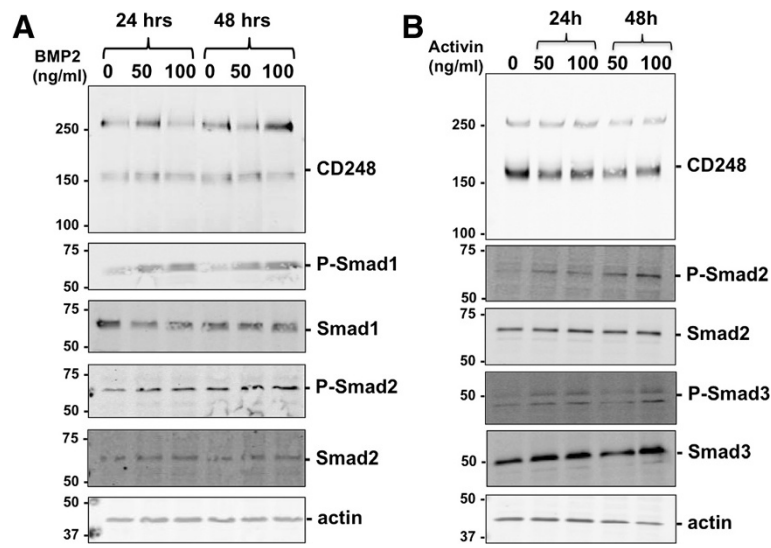 A
24 hrs 48 hrs
BMP2
(ng/ml)
0 50 100 0 50 100
250
150
100
CD248
75
50
P-Smad1
75
50
Smad1
75
50
P-Smad2
75
50
Smad2
50
37
actin
B
24h 48h
Activin
(ng/ml)
0 50 100 50 100
250
150
100
CD248
75
50
P-Smad2
75
50
Smad2
50
P-Smad3
50
Smad3
50
37
actin